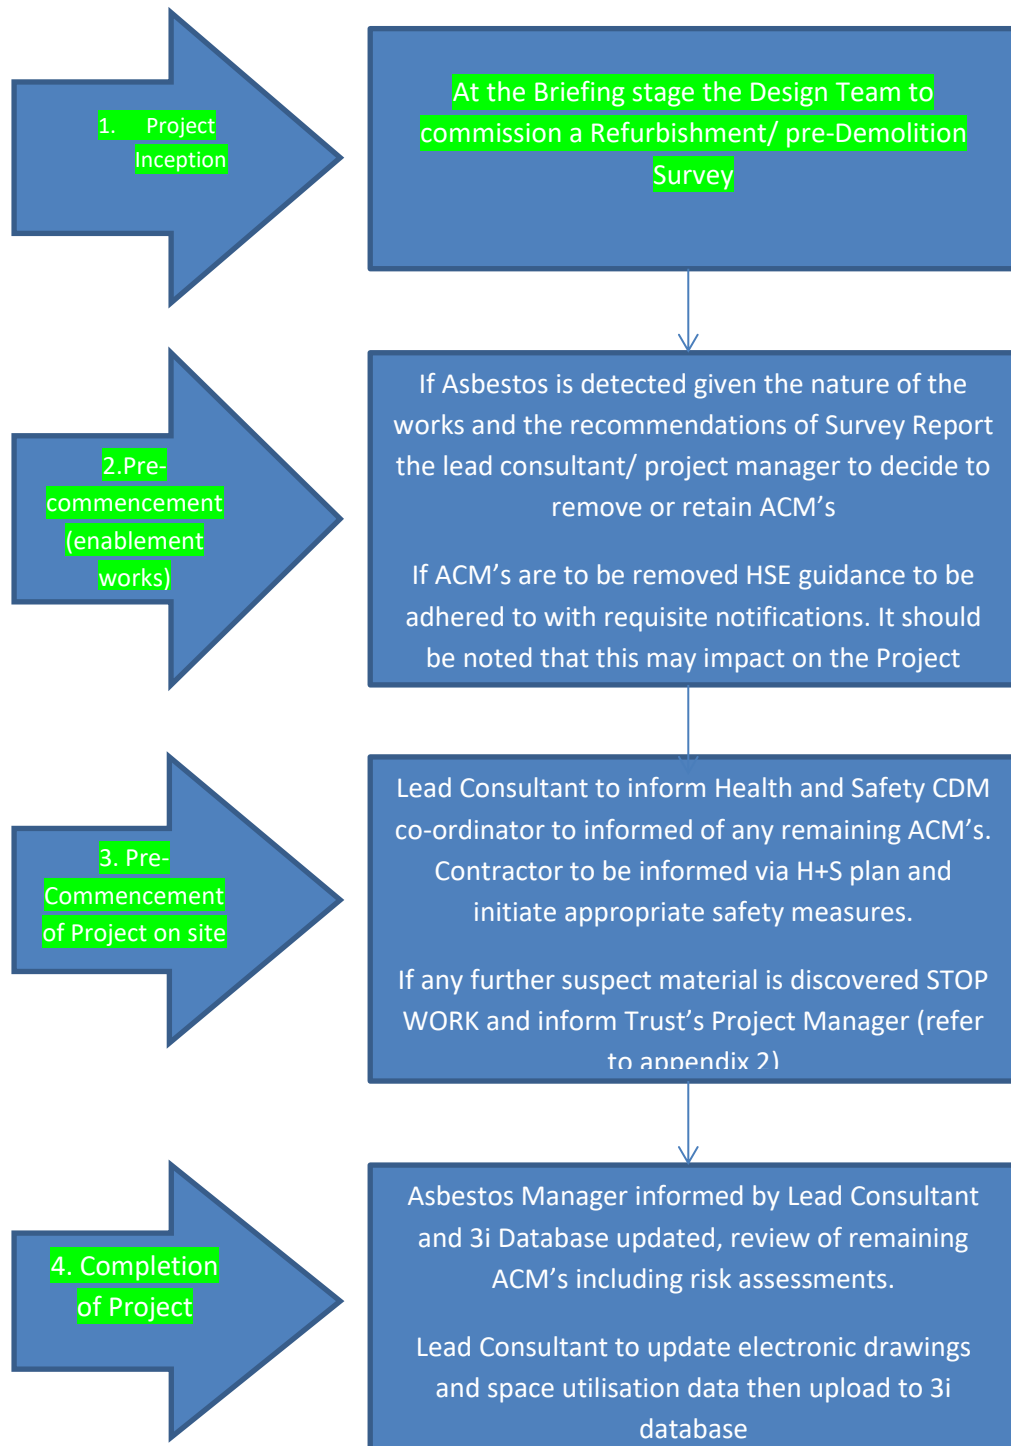 1. Project
Inception
At the Briefing stage the Design Team to
commission a Refurbishment/ pre-Demolition
Survey
2.Pre-
commencement
(enablement
works)
If Asbestos is detected given the nature of the
works and the recommendations of Survey Report
the lead consultant/ project manager to decide to
remove or retain ACM’s
If ACM’s are to be removed HSE guidance to be
adhered to with requisite notifications. It should
be noted that this may impact on the Project
3. Pre-
Commencement
of Project on site
Lead Consultant to inform Health and Safety CDM
co-ordinator to informed of any remaining ACM’s.
Contractor to be informed via H+S plan and
initiate appropriate safety measures.
If any further suspect material is discovered STOP
WORK and inform Trust’s Project Manager (refer
to appendix 2)
4. Completion
of Project
Asbestos Manager informed by Lead Consultant
and 3i Database updated, review of remaining
ACM’s including risk assessments.
Lead Consultant to update electronic drawings
and space utilisation data then upload to 3i
database